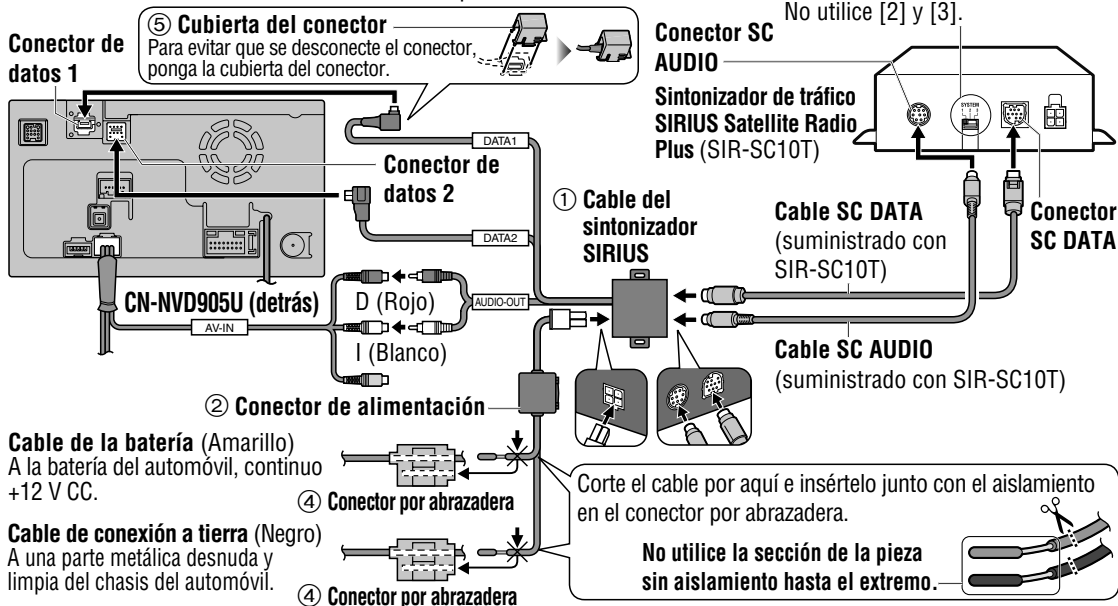 No utilice [2] y [3].
⑤ Cubierta del conector
Para evitar que se desconecte el conector,
ponga la cubierta del conector.
Conector de
datos 1
Conector SC
AUDIO
SYSTEM
Sintonizador de tráfico
SIRIUS Satellite Radio
Plus (SIR-SC10T)
DATA1
Conector de
datos 2
① Cable del
sintonizador
SIRIUS
Cable SC DATA
(suministrado con
SIR-SC10T)
Conector
SC DATA
DATA2
CN-NVD905U (detrás)
D (Rojo)
AUDIO-OUT
AV-IN
I (Blanco)
Cable SC AUDIO
(suministrado con SIR-SC10T)
② Conector de alimentación
Cable de la batería (Amarillo)
A la batería del automóvil, continuo
+12 V CC.
④ Conector por abrazadera
Corte el cable por aquí e insértelo junto con el aislamiento
en el conector por abrazadera.
Cable de conexión a tierra (Negro)
A una parte metálica desnuda y
limpia del chasis del automóvil.
No utilice la sección de la pieza
sin aislamiento hasta el extremo.
④ Conector por abrazadera